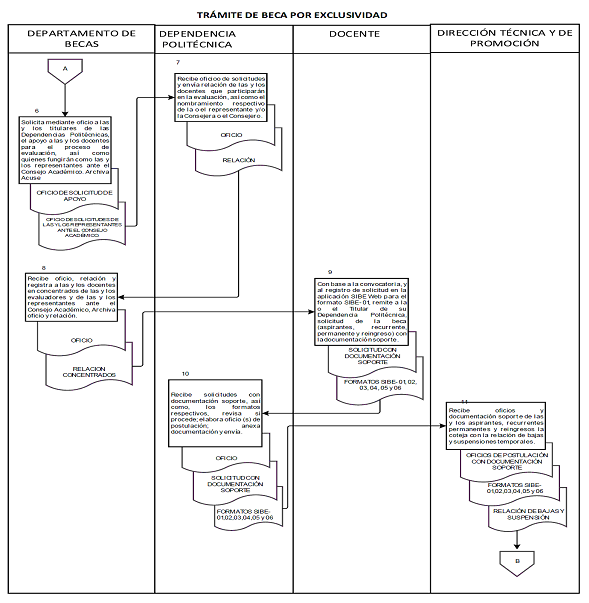 TRÁMITE DE BECA POR EXCLUSIVIDAD
DEPARTAMENTO DE
BECAS
DEPENDENCIA
POLITÉCNICA
DOCENTE
DIRECCIÓN TÉCNICA Y DE
PROMOCIÓN
A
6
Solicita mediante oficio a las
y los titulares de las
Dependencias Politécnicas,
el apoyo a las y los docentes
para el proceso de
evaluación, así como
quienes fungirán como las y
los representantes ante el
Consejo Académico. Archiva
Acuse
OFICIO DE SOLICITUD DE
APOYO
OFICIO DE SOLICITUDES DE
LAS Y LOS REPRESENTANTES
ANTE EL CONSEJO
ACADÉMICO
7
Recibe oficioo de solicitudes
y envía relación de las y los
docentes que participarán
en la evaluación, así como el
nombramiento respectivo
de la o el representante y/o
la Consejera o el Consejero.
OFICIO
RELACIÓN
8
Recibe oficio, relación y
registra a las y los docentes
en concentrados de las y los
evaluadores y de las y los
representantes ante el
Consejo Académico, Archiva
oficio y relación.
OFICIO
RELACION
CONCENTRADOS
9
Con base a la convocatoria, y
al registro de solicitud en la
aplicación SIBE Web para el
formato SIBE- 01, remite a la
o el Titular de su
Dependencia Politécnica,
solicitud de la beca
(aspirantes, recurrente,
permanente y reingreso) con
la documentación soporte.
SOLICITUD CON
DOCUMENTACIÓN
SOPORTE
FORMATOS SIBE- 01, 02,
03, 04, 05 y 06
10
Recibe solicitudes con
documentación soporte, así
como, los formatos
respectivos, revisa si
procede; elabora oficio (s) de
postulación; anexa
documentación y envía.
OFICIO
SOLICITUD CON
DOCUMENTACIÓN
SOPORTE
FORMATOS SIBE-
01,02,03,04,05 y 06
11
Recibe oficios y
documentación soporte de las
y los aspirantes, recurrentes
permanentes y reingresos la
coteja con la relación de bajas
y suspensiones temporales.
OFICIOS DE POSTULACIÓN
CON DOCUMENTACIÓN
SOPORTE
FORMATOS SIBE-
01,02,03,04,05 y 06
RELACIÓN DE BAJAS Y
SUSPENSIÓN
B